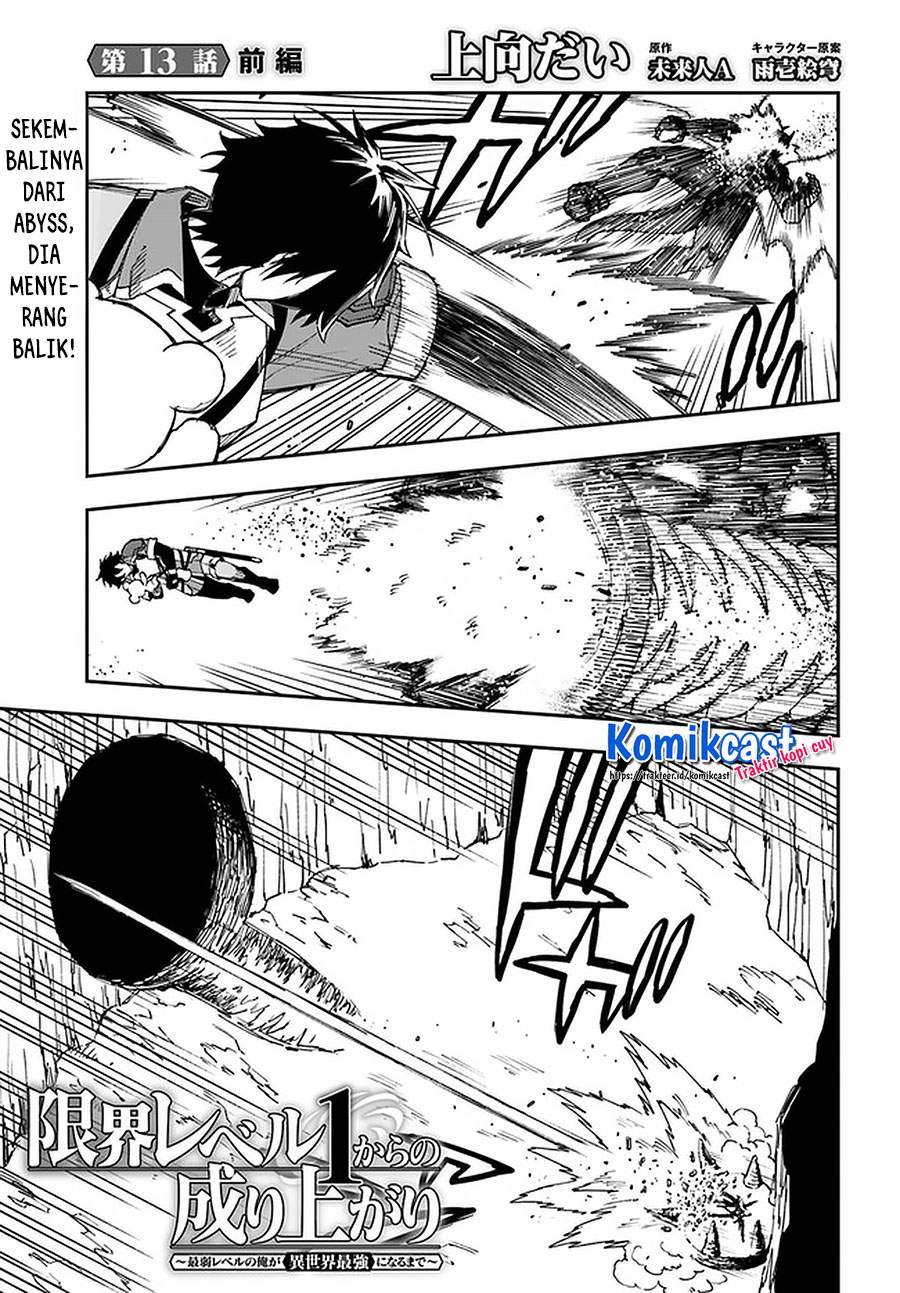 第13話 前編
上向だい
原作
未来人A
キャラクター原案
雨壱絵穹
SEKEM-
BALINYA
DARI
ABYSS,
DIA
MENYE-
RANG
BALIK!
Komikcast
https://trakteer.id/komikcast
Traktir kopi cuy
限界レベル1からの
成り上がり
~最弱レベルの俺が異世界最強になるまで~